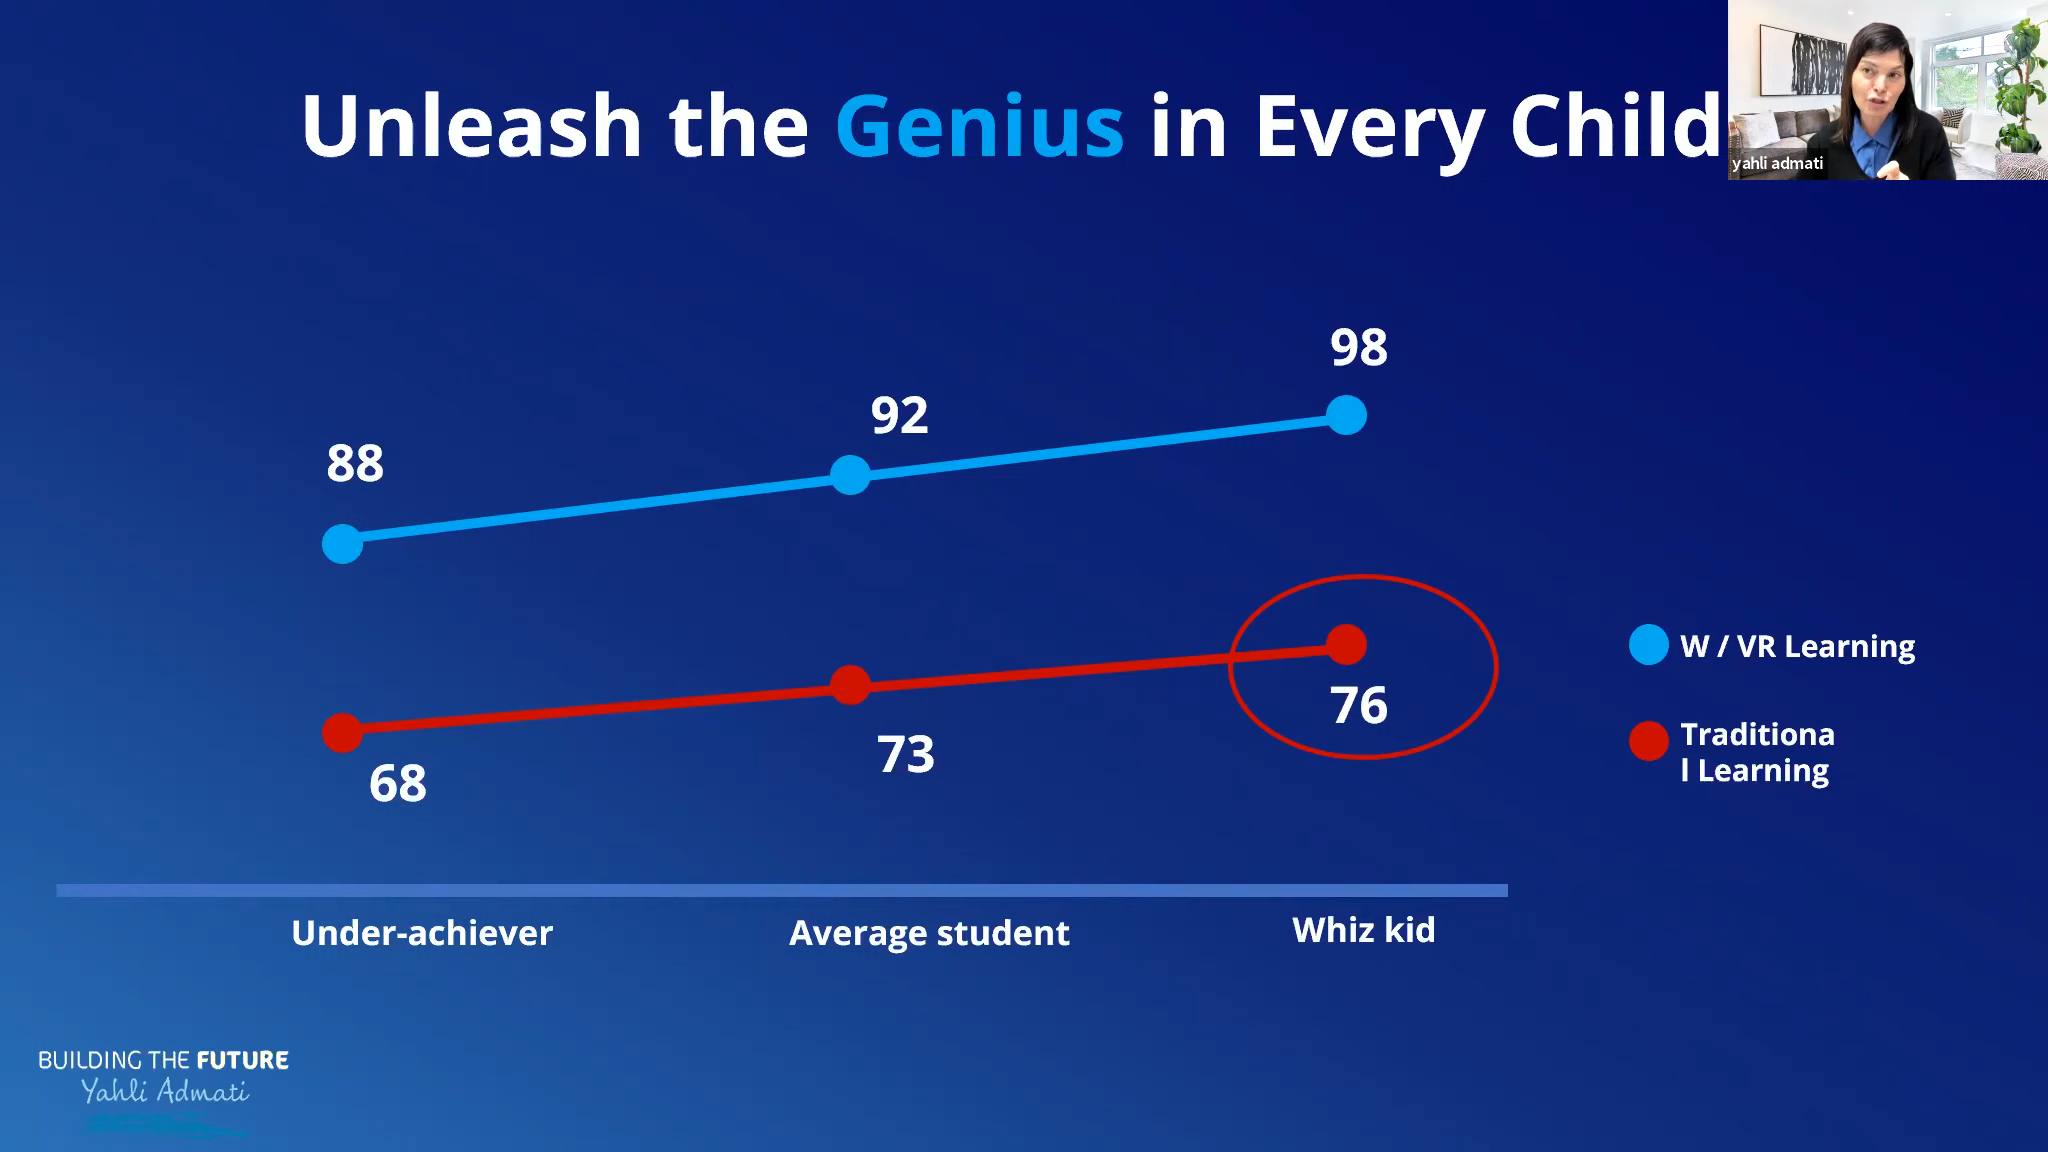 Unleash the Genius in Every Child
yahli admati
98
92
88
76
73
68
W / VR Learning
Traditiona
l Learning
Under-achiever
Average student
Whiz kid
BUILDING THE FUTURE
Yahli Admati